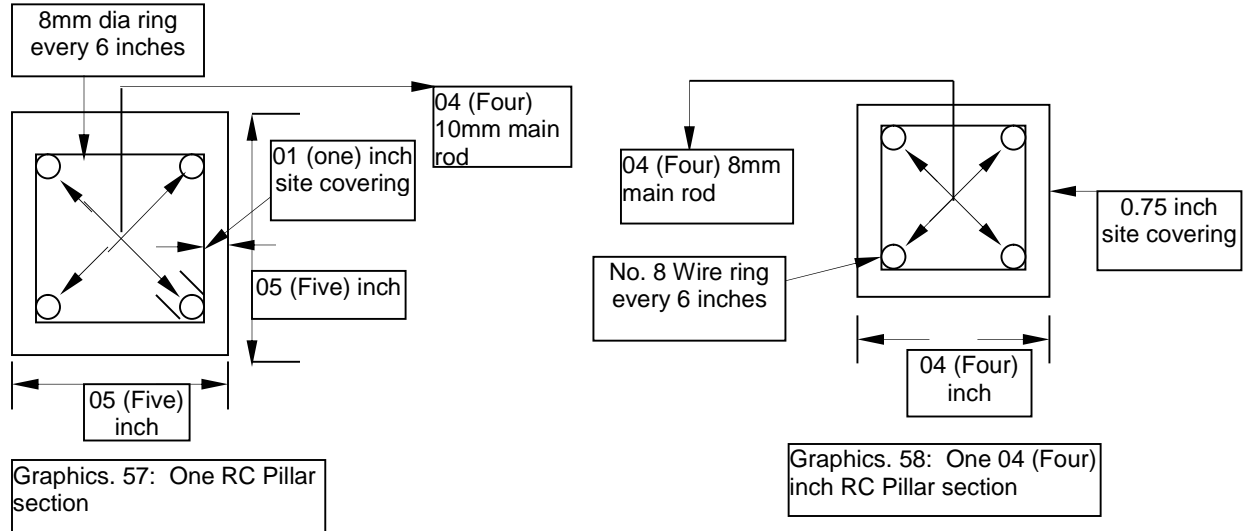 8mm dia ring
every 6 inches
04 (Four)
10mm main
rod
01 (one) inch
site covering
05 (Five) inch
05 (Five)
inch
Graphics. 57: One RC Pillar
section
04 (Four) 8mm
main rod
No. 8 Wire ring
every 6 inches
0.75 inch
site covering
04 (Four)
inch
Graphics. 58: One 04 (Four)
inch RC Pillar section